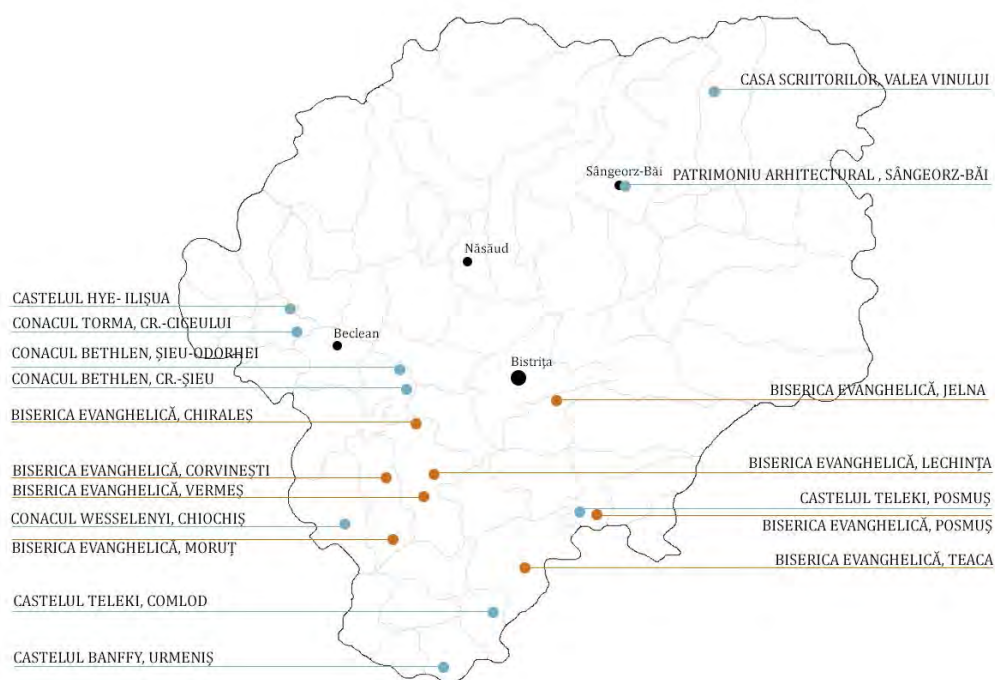 CASA SCRIITORILOR, VALEA VINULUI
Sângeorz-Băi
PATRIMONIU ARHITECTURAL , SÂNGEORZ-BĂI
Năsăud
CASTELUL HYE- ILIȘUA
CONACUL TORMA, CR.-CICEULUI
Beclean
CONACUL BETHLEN, ȘIEU-ODORHEI
Bistrița
CONACUL BETHLEN, CR.-ȘIEU
BISERICA EVANGHELICĂ, JELNA
BISERICA EVANGHELICĂ, CHIRALEȘ
BISERICA EVANGHELICĂ, LECHINȚA
BISERICA EVANGHELICĂ, CORVINEȘTI
BISERICA EVANGHELICĂ, VERMEȘ
CASTELUL TELEKI, POSMUȘ
CONACUL WESSELENYI, CHIOCHIȘ
BISERICA EVANGHELICĂ, POSMUȘ
BISERICA EVANGHELICĂ, MORUȚ
BISERICA EVANGHELICĂ, TEACA
CASTELUL TELEKI, COMLOD
CASTELUL BANFFY, URMENIȘ